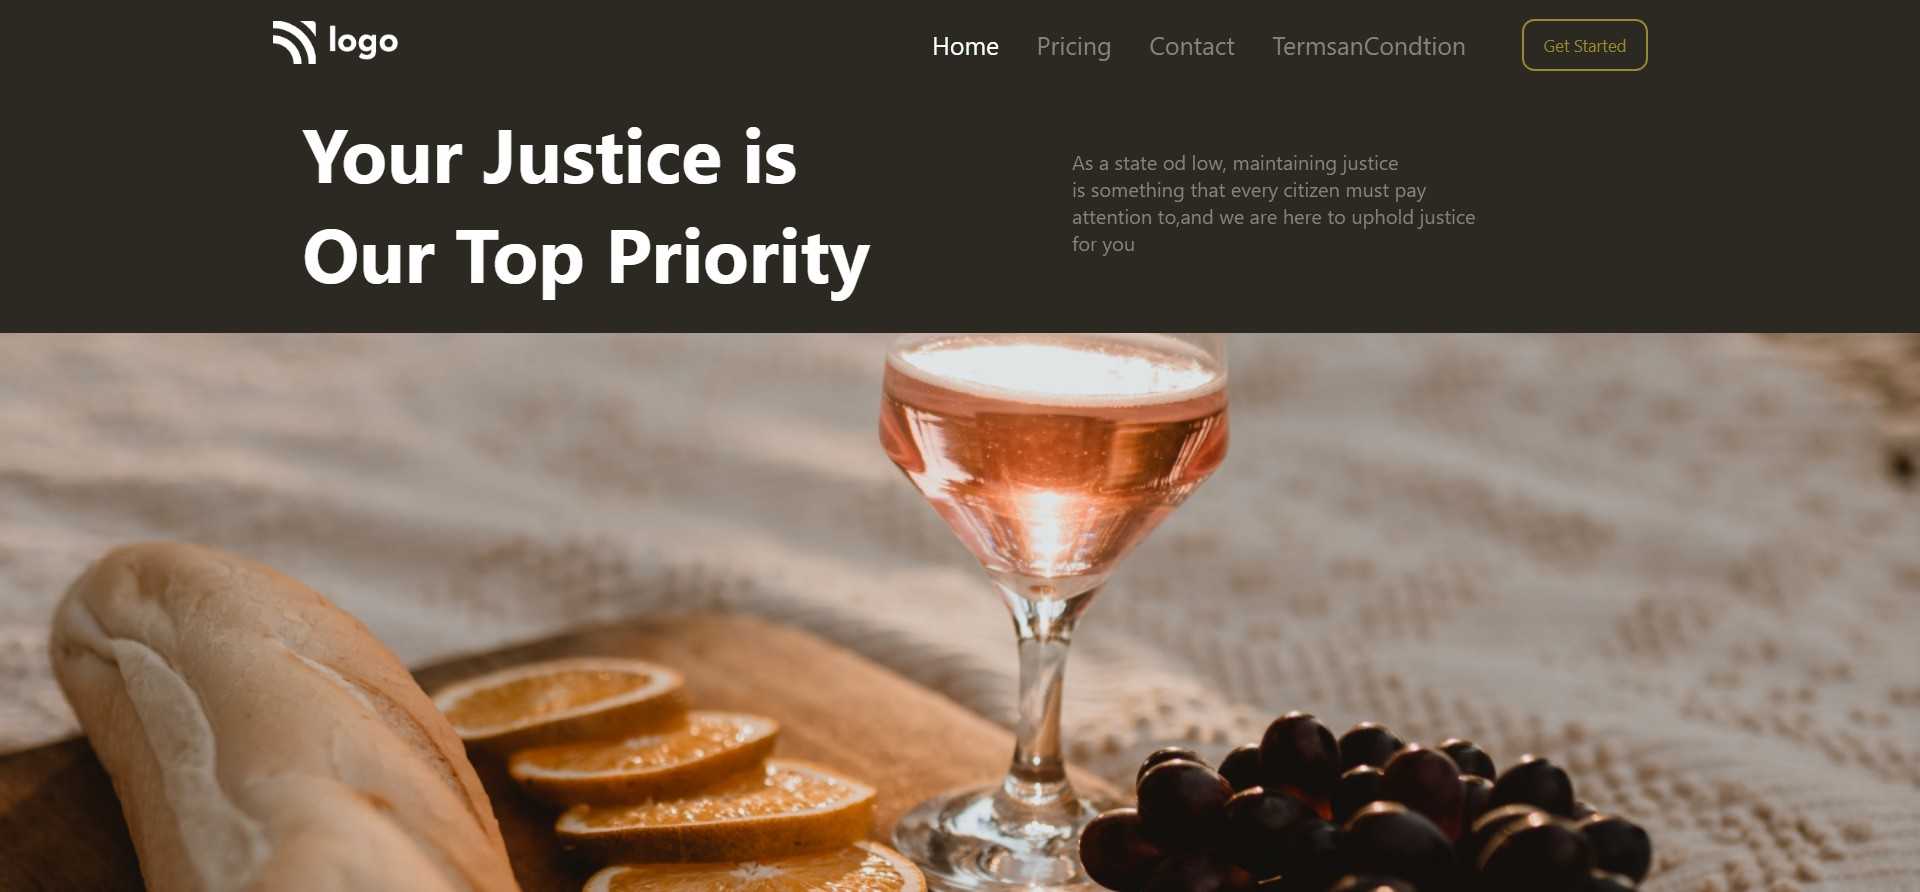 logo
Home Pricing Contact TermsanCondtion Get Started
Your Justice is
Our Top Priority
As a state od low, maintaining justice
is something that every citizen must pay
attention to,and we are here to uphold justice
for you